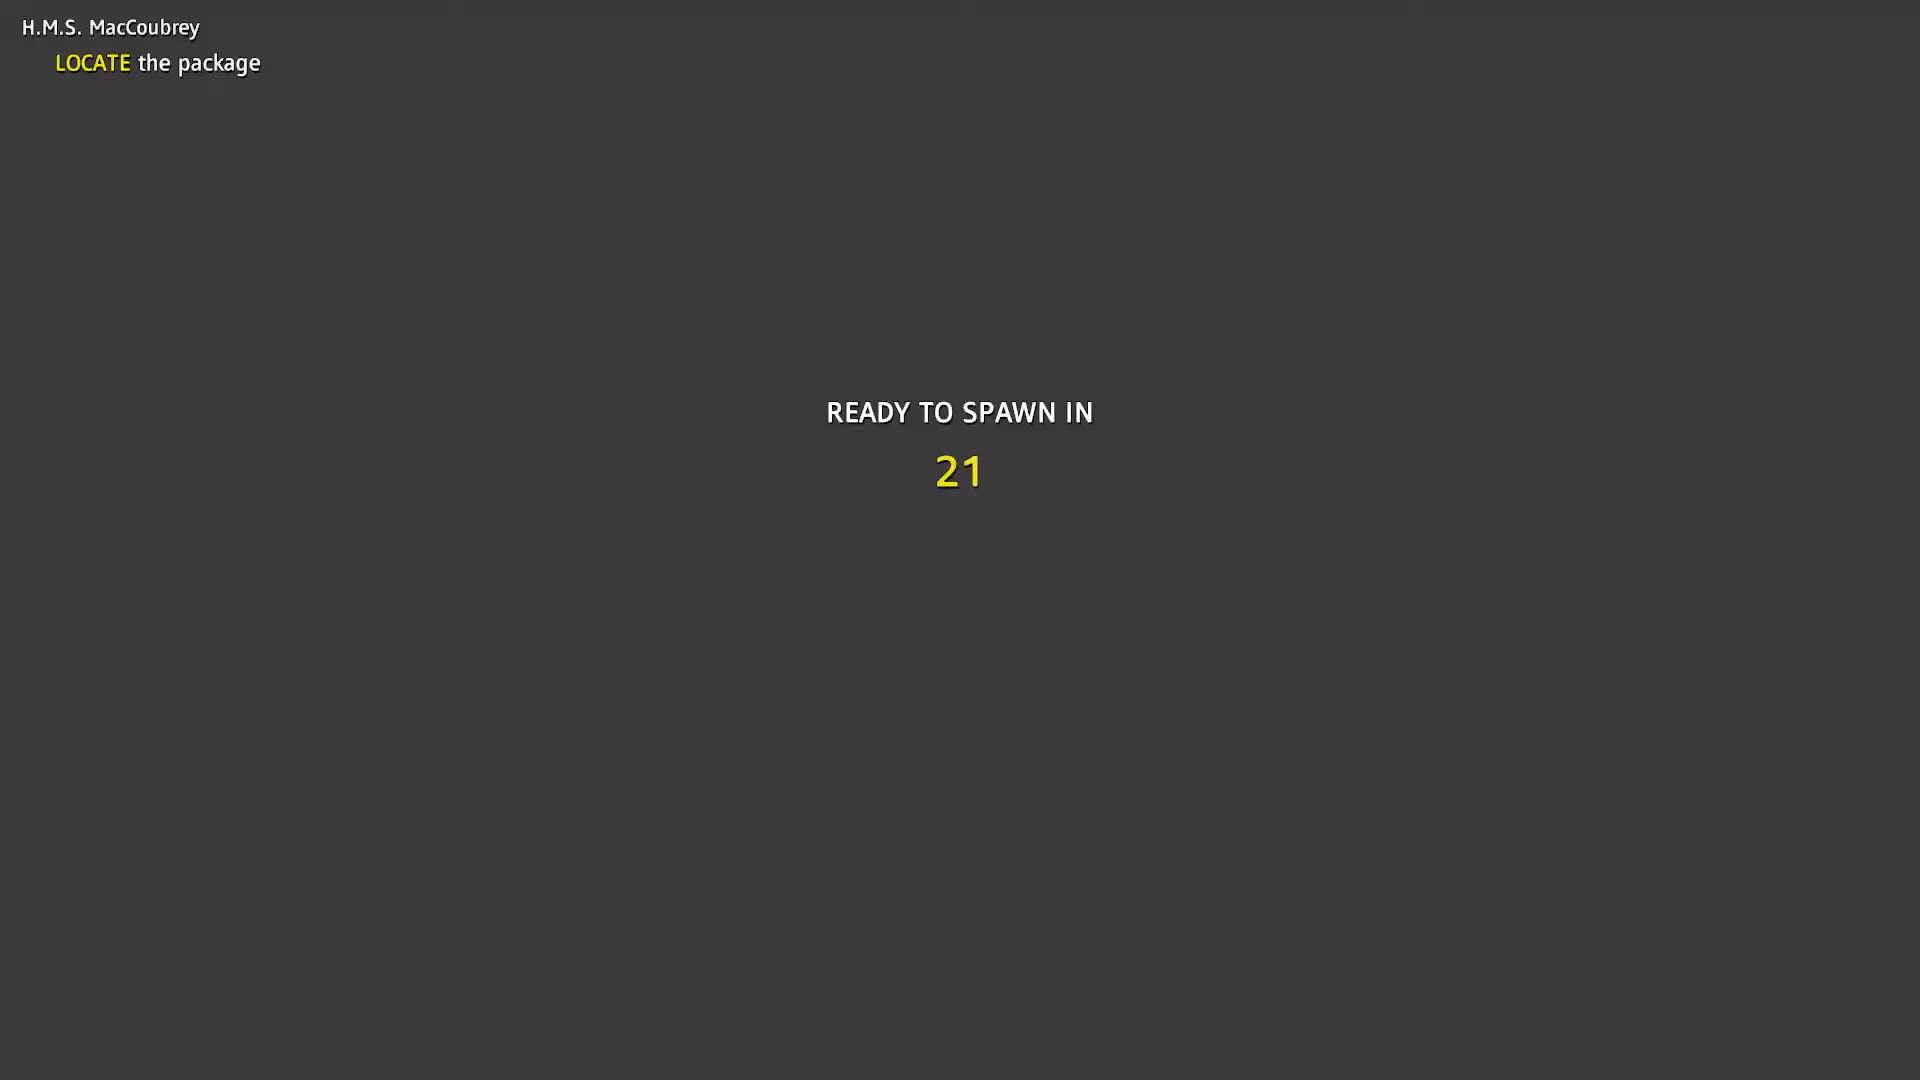 H.M.S. MacCoubrey
LOCATE the package
READY TO SPAWN IN
21